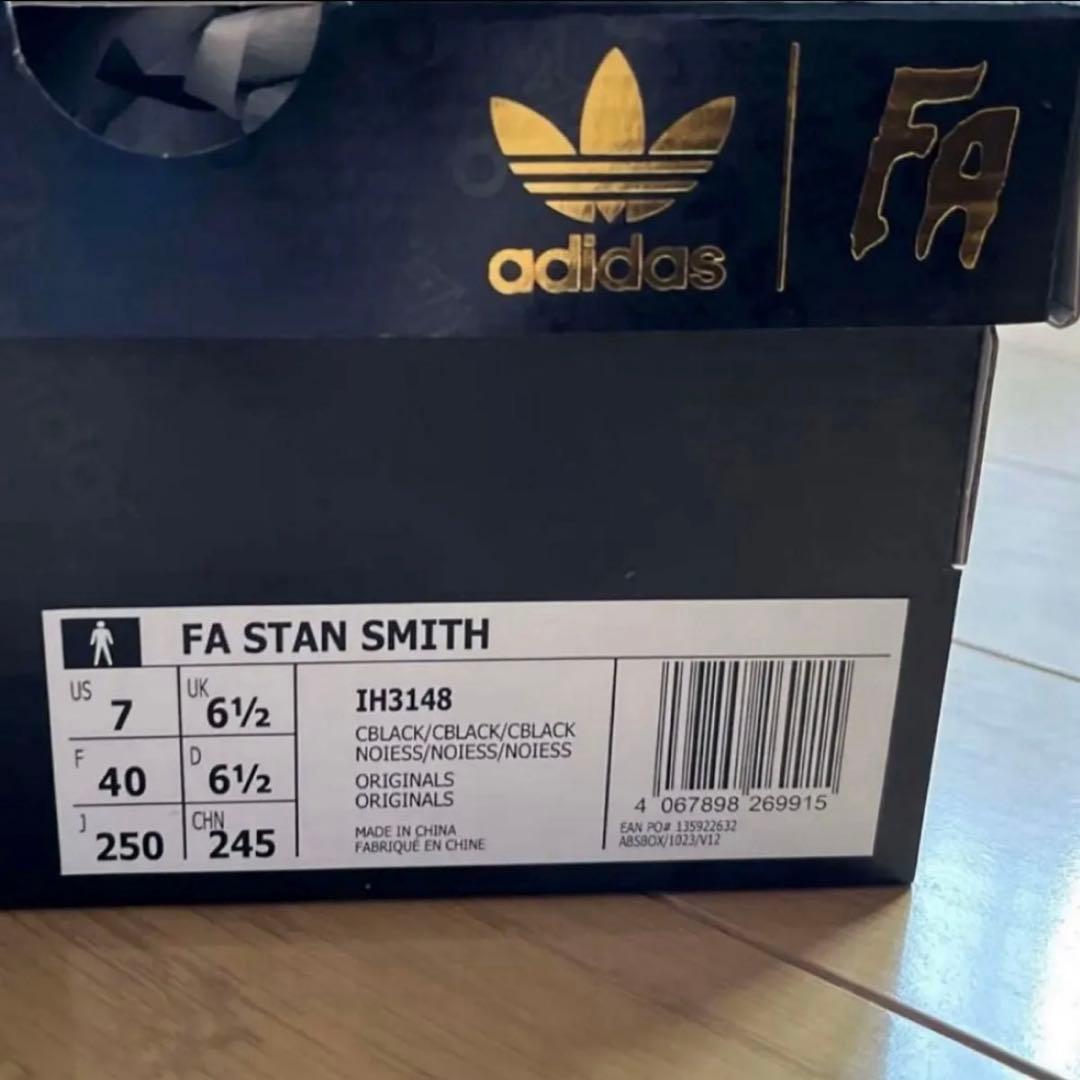 adidas
FA
FA STAN SMITH
US 7
UK 6½
F 40
D 6½
J 250
CHN 245
IH3148
CBLACK/CBLACK/CBLACK
NOIESS/NOIESS/NOIESS
ORIGINALS
ORIGINALS
MADE IN CHINA
FABRIQUÉ EN CHINE
4 067898 269915
EAN PO# 135922632
ABSBOX/1023/V12